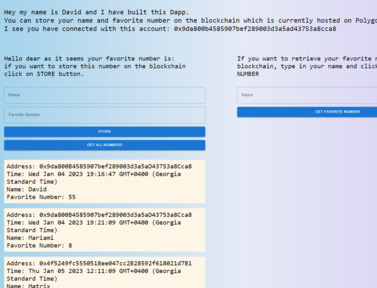 Hey my name is David and I have built this Dapp.
You can store your name and favorite number on the blockchain which is currently hosted on Polygo
I see you have connected with this account: 0x9da800b4585907bef289003d3a5ad43753a8cca8
Hello dear as it seems your favorite number is:
if you want to store this number on the blockchain
click on STORE button.
Name
Favorite Number
STORE
GET ALL NUMBERS
Address: 0x9da800B4585907bef289003d3a5aD43753a8Cca8
Time: Wed Jan 04 2023 19:16:47 GMT+0400 (Georgia
Standard Time)
Name: David
Favorite Number: 55
Address: 0x9da800B4585907bef289003d3a5aD43753a8Cca8
Time: Wed Jan 04 2023 19:21:09 GMT+0400 (Georgia
Standard Time)
Name: Mariami
Favorite Number: 8
Address: 0x4f5249fc5550518ee047cc2B28592f618021d7B1
Time: Thu Jan 05 2023 12:11:09 GMT+0400 (Georgia
Standard Time)
Name: Matrix
If you want to retrieve your favorite
blockchain, type in your name and click
NUMBER
Name
GET FAVORITE NUMBER